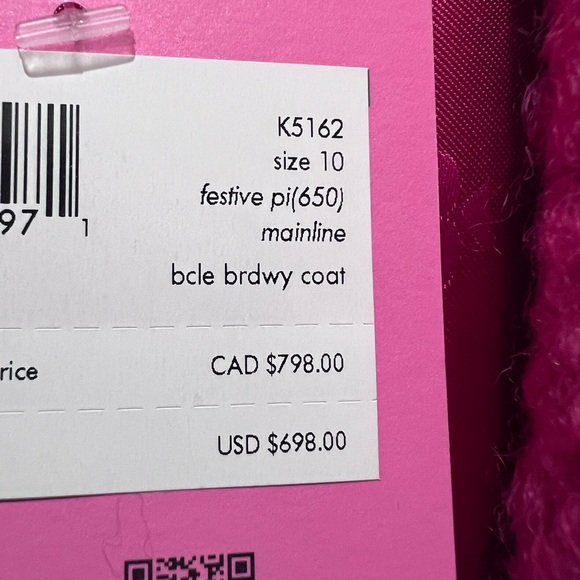 K5162
size 10
festive pi(650)
97 1
mainline
bcle brdwy coat
rice CAD $798.00
USD $698.00